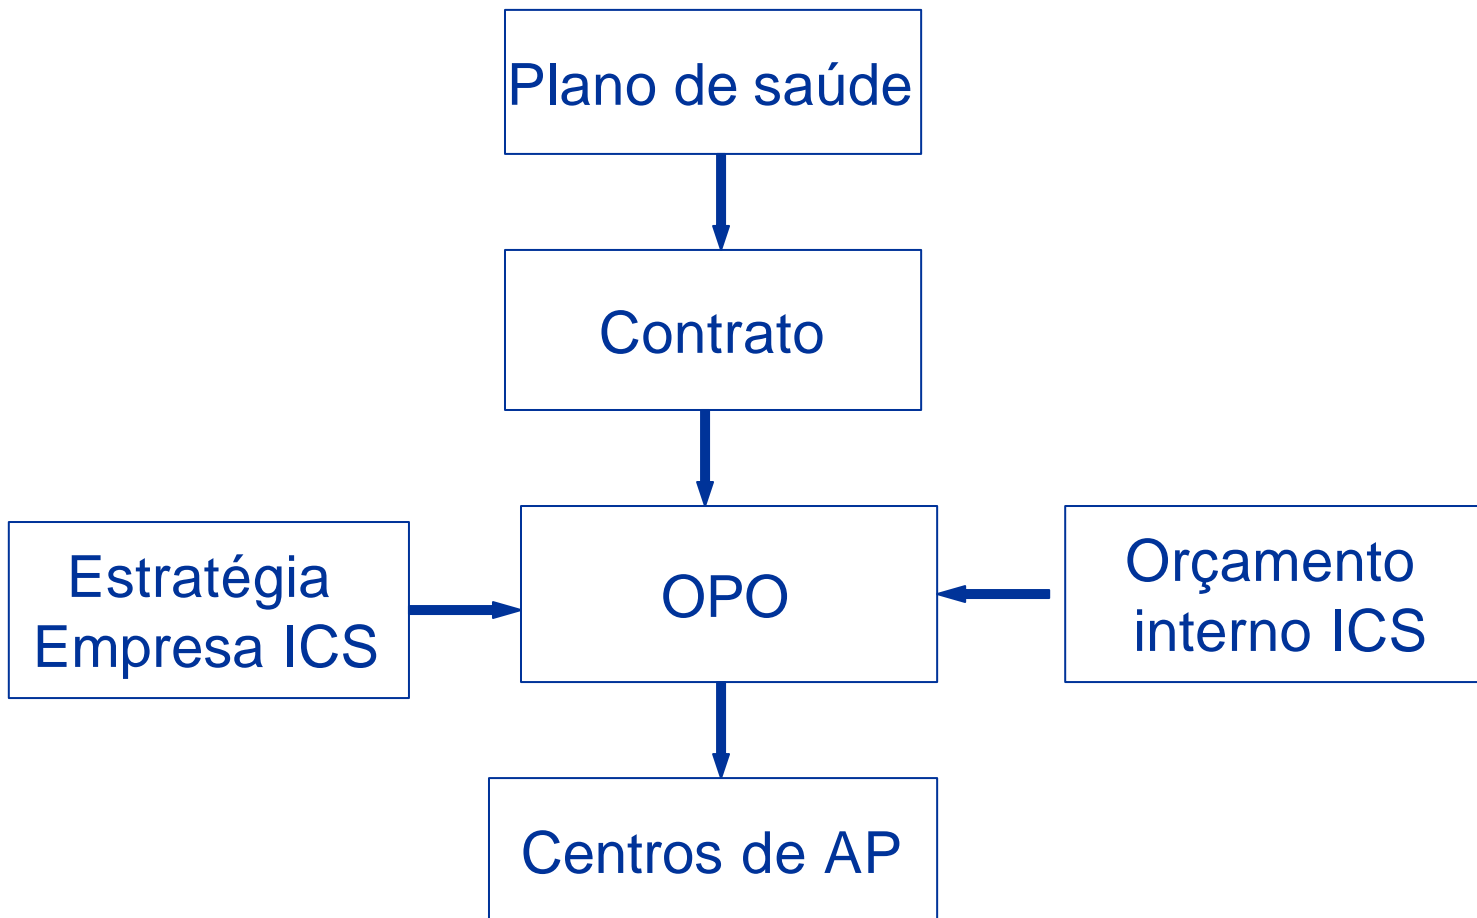 Plano de saúde
Contrato
Estratégia
Empresa ICS
OPO
Orçamento
interno ICS
Centros de AP